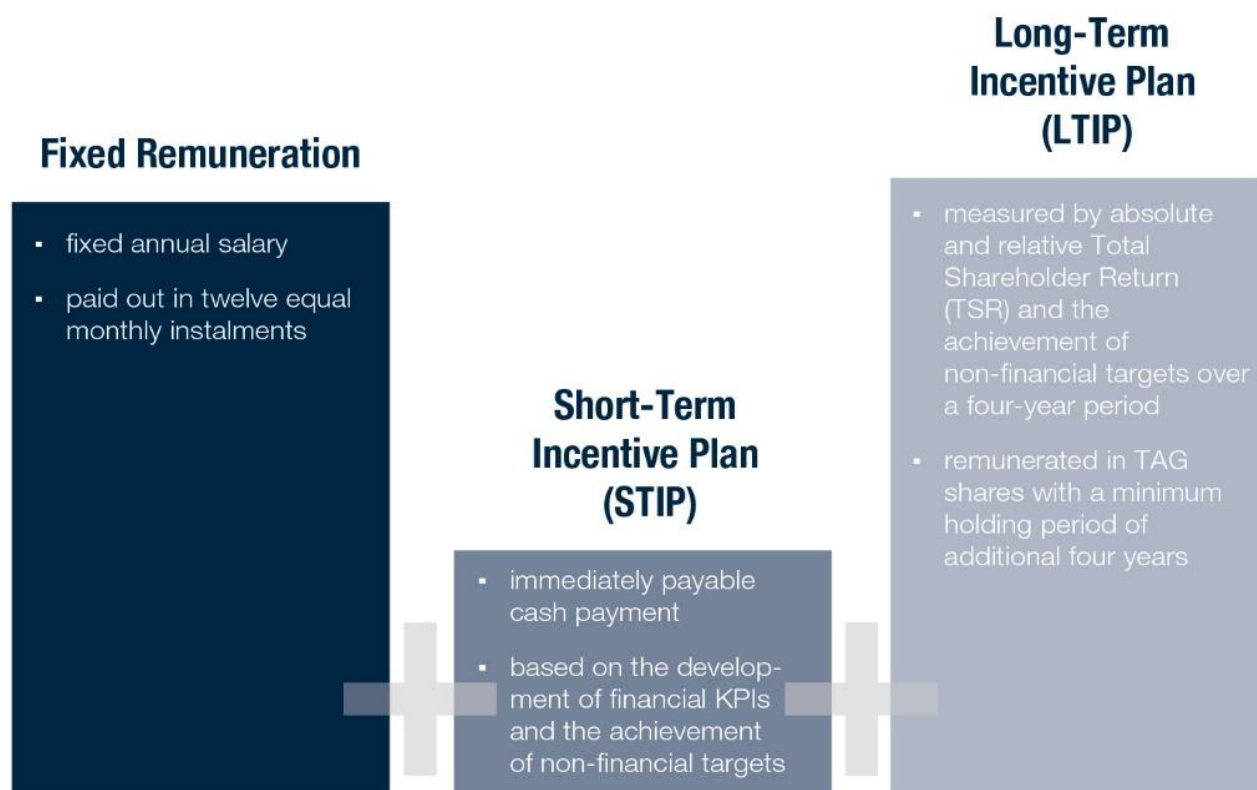 Fixed Remuneration
▪ fixed annual salary
▪ paid out in twelve equal
monthly instalments
Short-Term
Incentive Plan
(STIP)
▪ immediately payable
cash payment
▪ based on the develop-
ment of financial KPIs
and the achievement
of non-financial targets
Long-Term
Incentive Plan
(LTIP)
▪ measured by absolute
and relative Total
Shareholder Return
(TSR) and the
achievement of
non-financial targets over
a four-year period
▪ remunerated in TAG
shares with a minimum
holding period of
additional four years